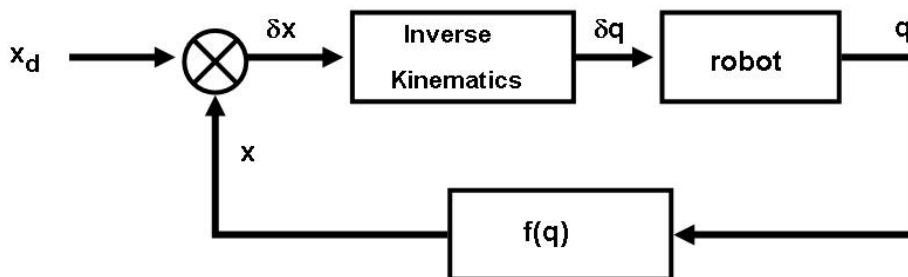 x_d
δx
Inverse
Kinematics
δq
robot
q
x
f(q)